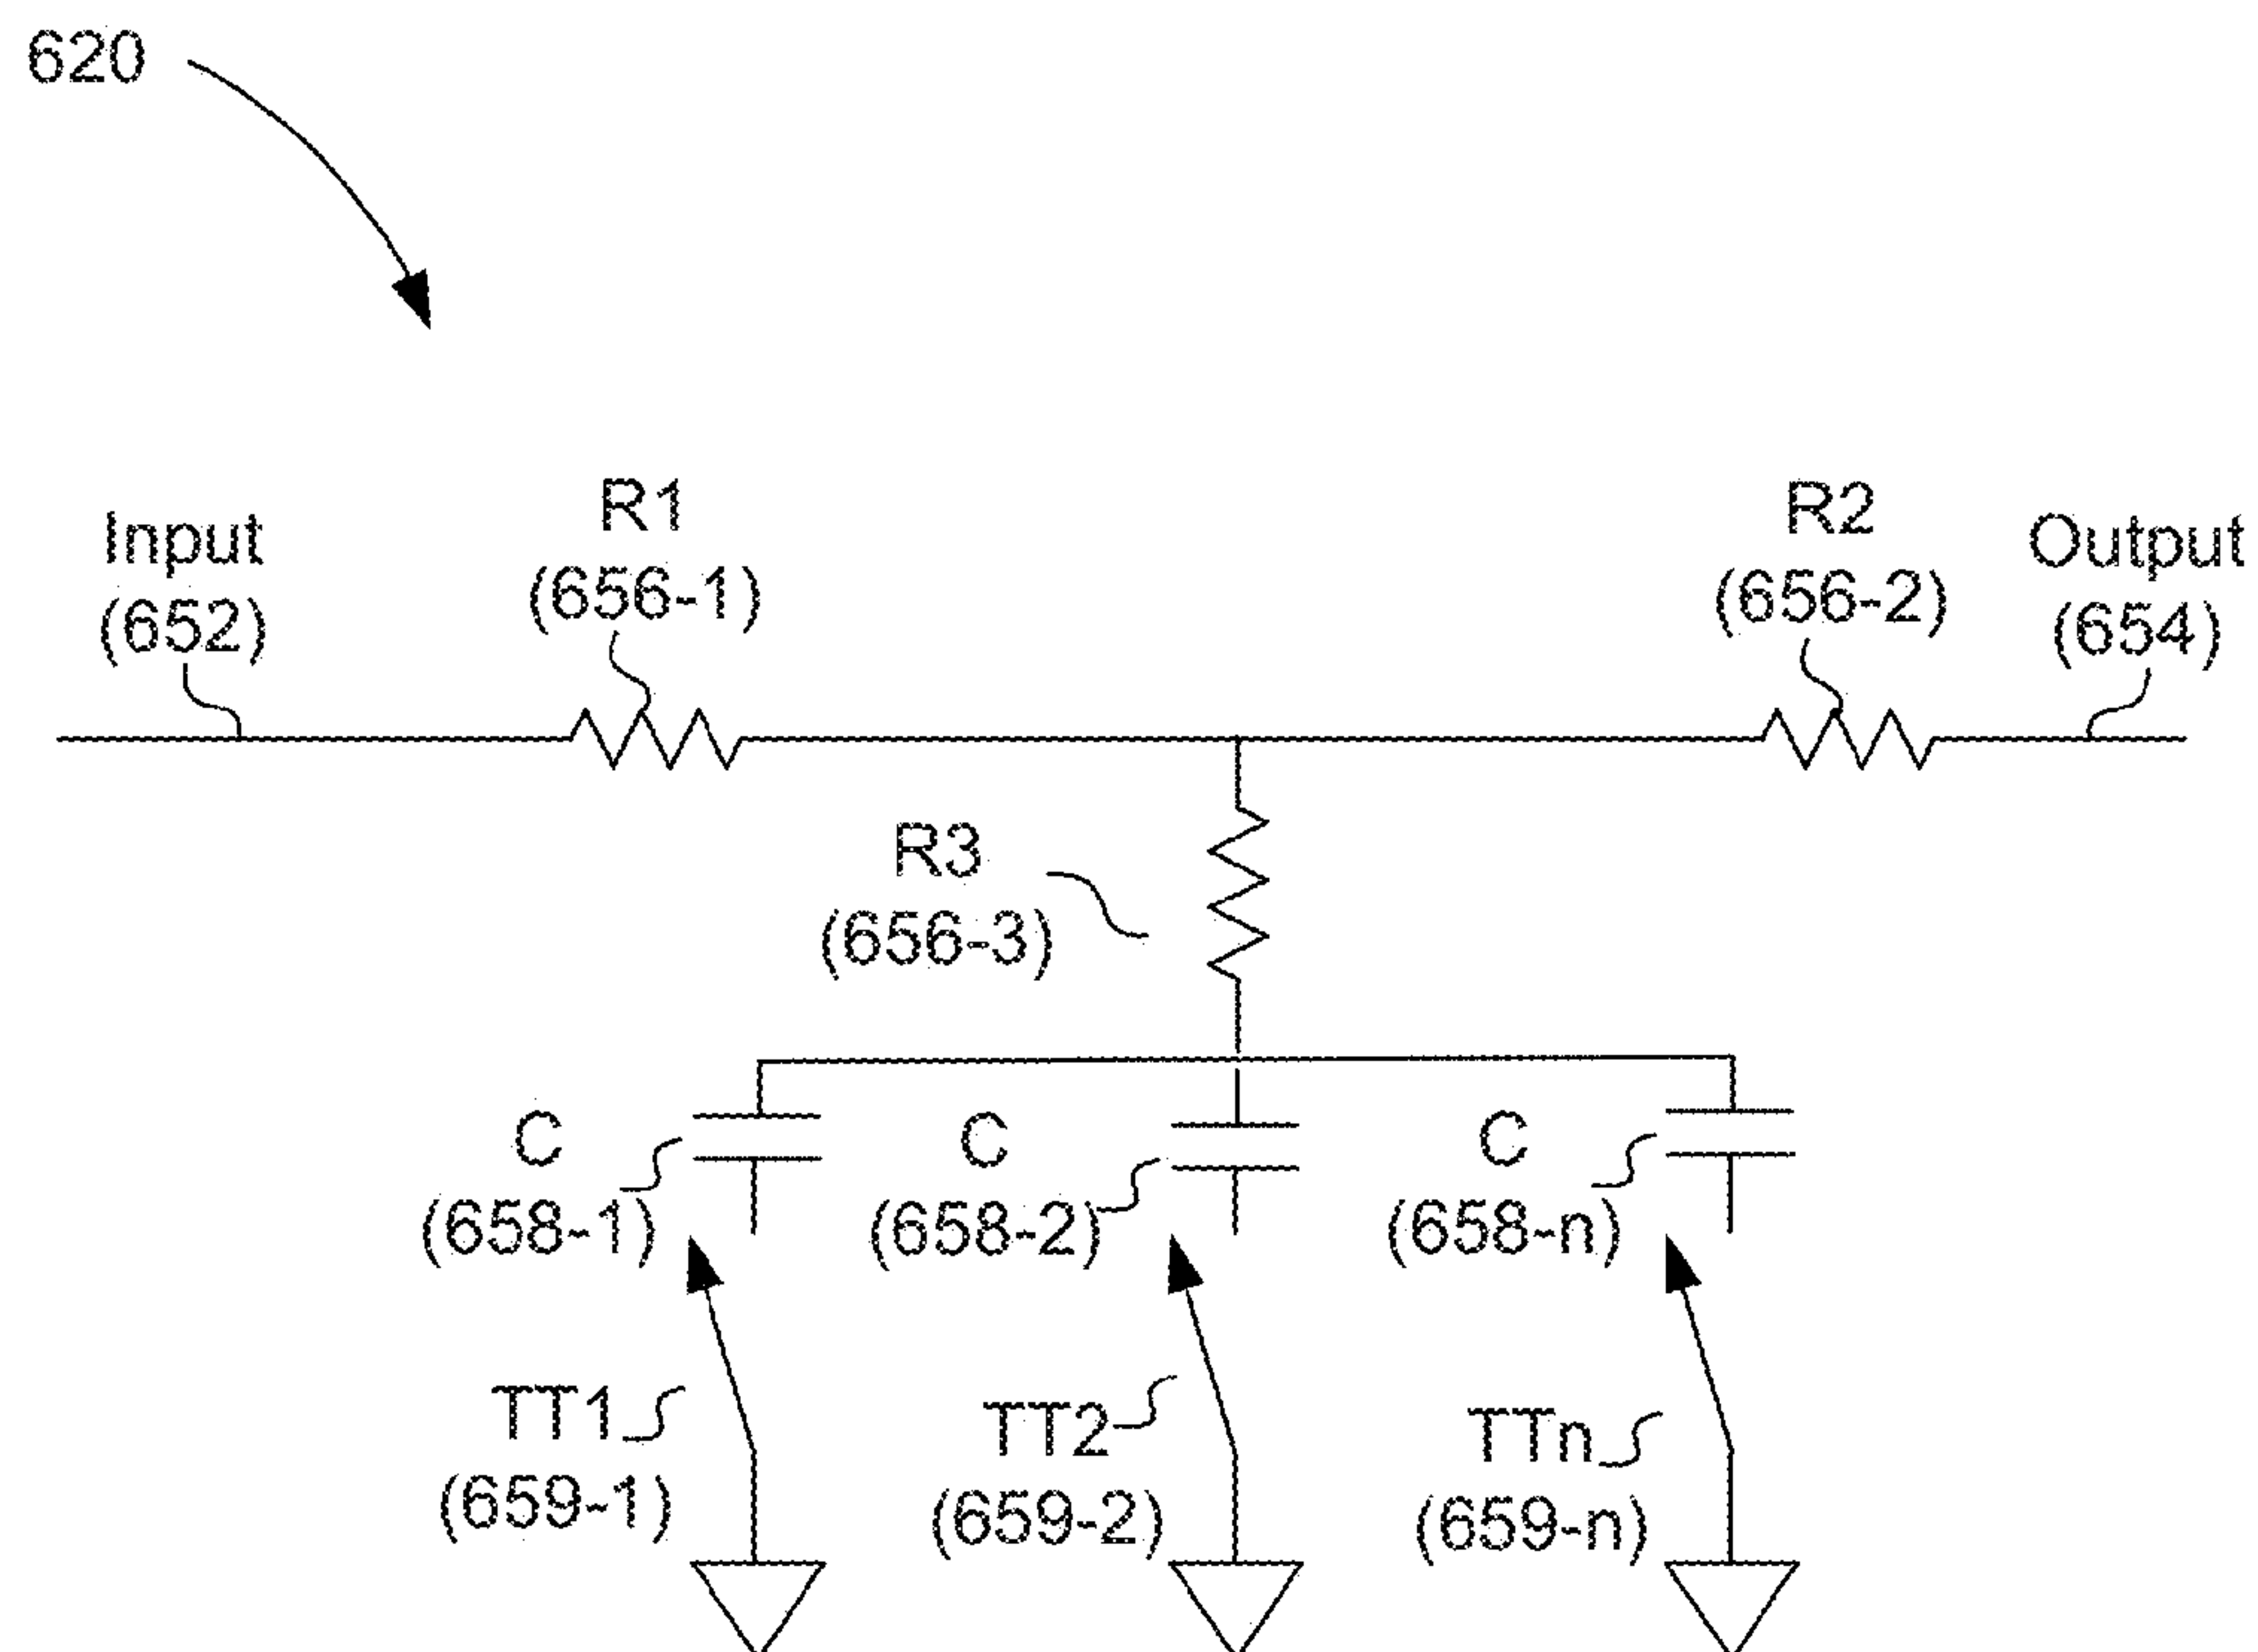 620
Input
(652)
R1
(656-1)
R2
(656-2)
Output
(654)
R3
(656-3)
C
(658-1)
C
(658-2)
C
(658-n)
TT1
(659-1)
TT2
(659-2)
TTn
(659-n)